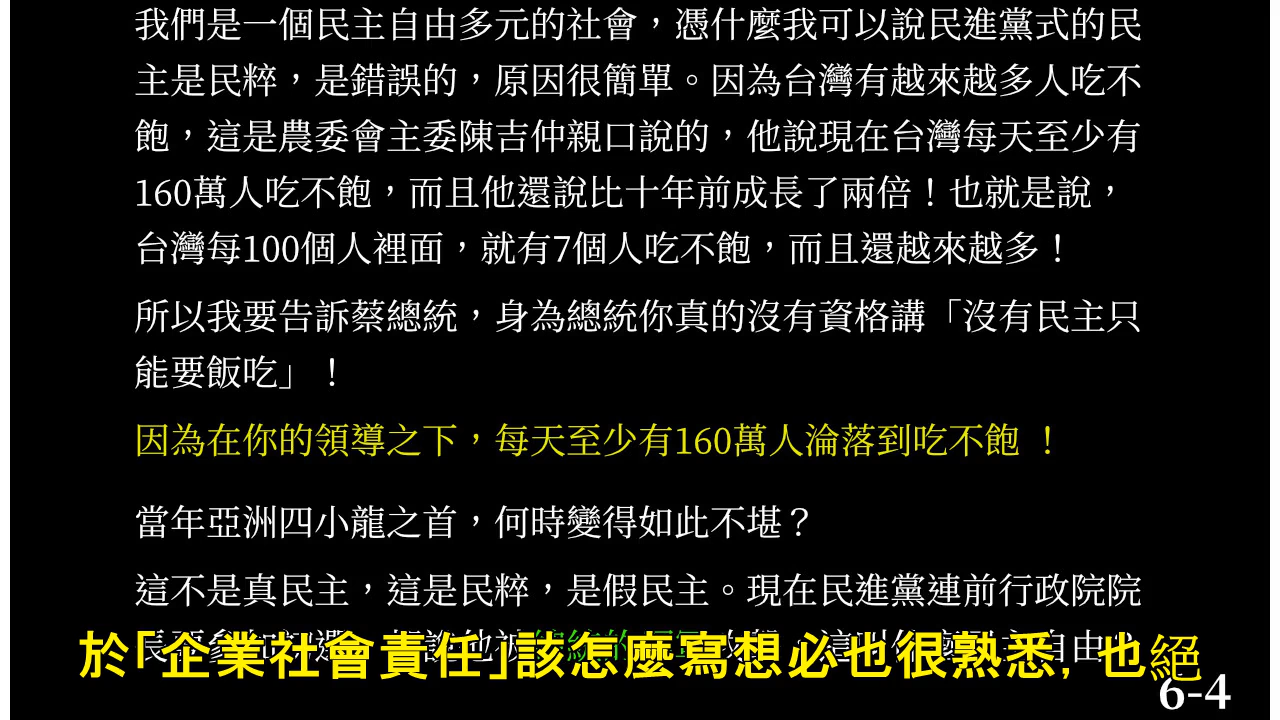 我們是一個民主自由多元的社會，憑什麼我可以說民進黨式的民
主是民粹，是錯誤的，原因很簡單。因為台灣有越來越多人吃不
飽，這是農委會主委陳吉仲親口說的，他說現在台灣每天至少有
160萬人吃不飽，而且他還說比十年前成長了兩倍！也就是說，
台灣每100個人裡面，就有7個人吃不飽，而且還越來越多！
所以我要告訴蔡總統，身為總統你真的沒有資格講「沒有民主只
能要飯吃」！
因為在你的領導之下，每天至少有160萬人淪落到吃不飽 ！
當年亞洲四小龍之首，何時變得如此不堪？
這不是真民主，這是民粹，是假民主。現在民進黨連前行政院院
於「企業社會責任」該怎麼寫想必也很熟悉, 也絕
6-4